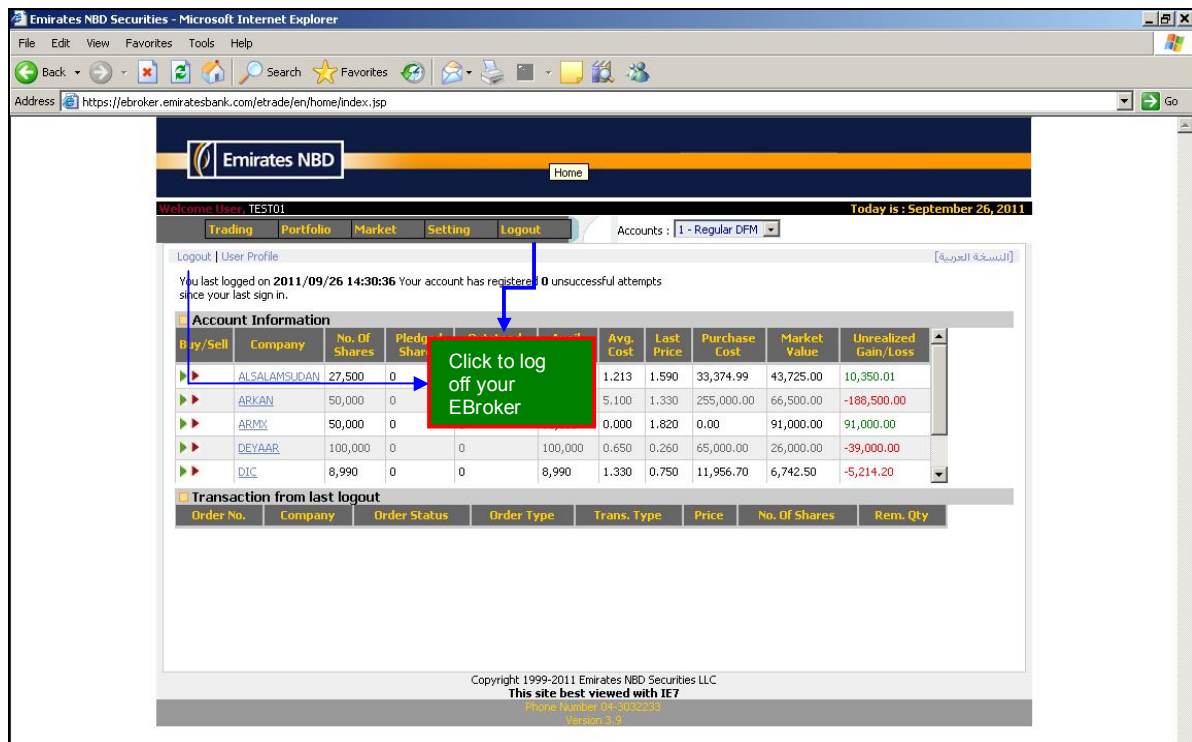 Emirates NBD Securities - Microsoft Internet Explorer
File Edit View Favorites Tools Help
Back Search Favorites
Address https://ebroker.emiratesbank.com/etrade/en/home/index.jsp Go
Emirates NBD
Home
Welcome User, TEST01 Today is : September 26, 2011
Trading Portfolio Market Setting Logout Accounts : 1 - Regular DFM
Logout | User Profile [النسخة العربية]
You last logged on 2011/09/26 14:30:36 Your account has registered 0 unsuccessful attempts
since your last sign in.
Account Information
Buy/Sell Company No. Of Shares Avg. Cost Last Price Purchase Cost Market Value Unrealized Gain/Loss
Click to log
off your
EBroker
ALSALAMSUDAN 27,500 0 1.213 1.590 33,374.99 43,725.00 10,350.01
ARKAN 50,000 0 5.100 1.330 255,000.00 66,500.00 -188,500.00
ARMX 50,000 0 0.000 1.820 0.00 91,000.00 91,000.00
DEYAAR 100,000 0 0 100,000 0.650 0.260 65,000.00 26,000.00 -39,000.00
DIC 8,990 0 0 8,990 1.330 0.750 11,956.70 6,742.50 -5,214.20
Transaction from last logout
Order No. Company Order Status Order Type Trans. Type Price No. Of Shares Rem. Qty
Copyright 1999-2011 Emirates NBD Securities LLC
This site best viewed with IE7
Phone Number 04-3032233
Version 3.9